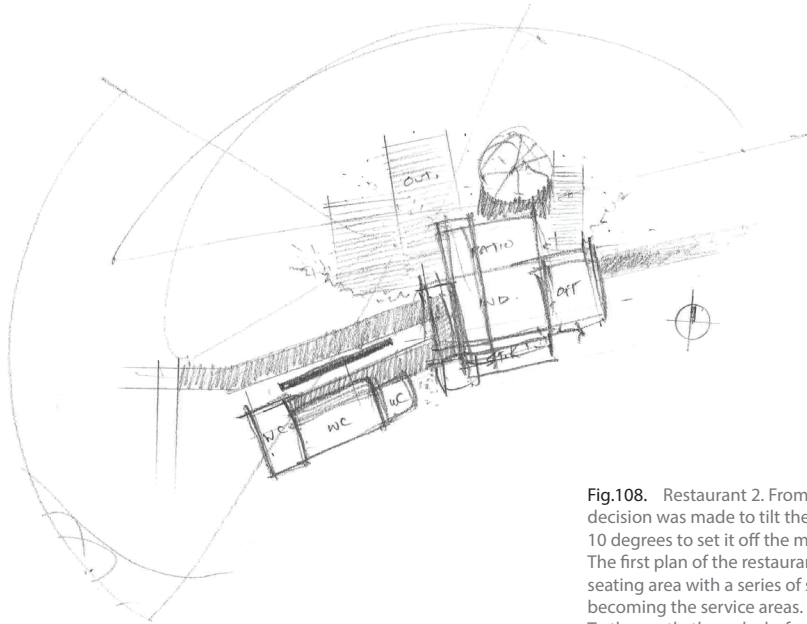 OUT.
PATIO
IND.
OFF
WC
WC
WC
Fig.108. Restaurant 2. From
decision was made to tilt the
10 degrees to set it off the m
The first plan of the restauran
seating area with a series of s
becoming the service areas.